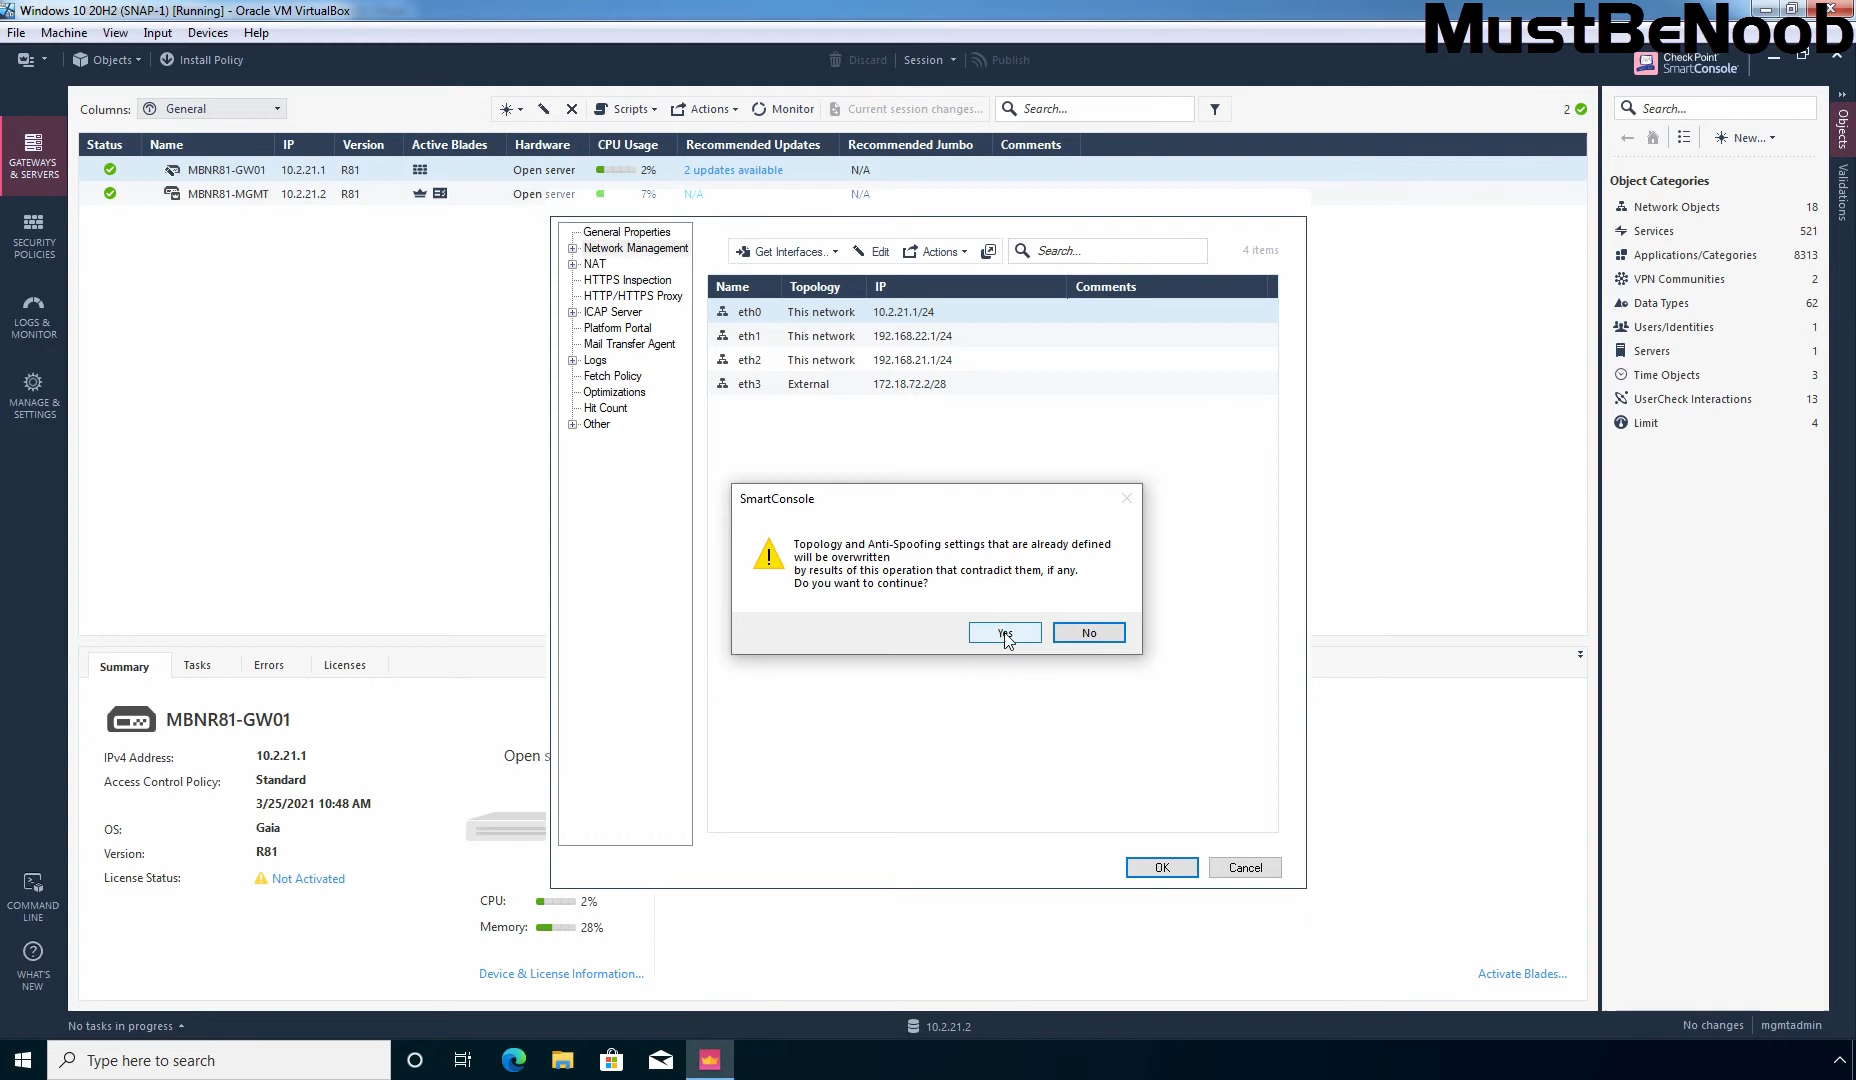 Windows 10 20H2 (SNAP-1) [Running] - Oracle VM VirtualBox
MustBeNoob
File Machine View Input Devices Help
Objects Install Policy Discard Session Publish
Check Point
SmartConsole
Columns: General Scripts Actions Monitor Current session changes... Search... 2
Search...
New...
Objects
Validations
GATEWAYS
& SERVERS
SECURITY
POLICIES
LOGS &
MONITOR
MANAGE &
SETTINGS
COMMAND
LINE
WHAT'S
NEW
Status Name IP Version Active Blades Hardware CPU Usage Recommended Updates Recommended Jumbo Comments
MBNR81-GW01 10.2.21.1 R81 Open server 2% 2 updates available N/A
MBNR81-MGMT 10.2.21.2 R81 Open server 7% N/A N/A
General Properties
Network Management
NAT
HTTPS Inspection
HTTP/HTTPS Proxy
ICAP Server
Platform Portal
Mail Transfer Agent
Logs
Fetch Policy
Optimizations
Hit Count
Other
Get Interfaces... Edit Actions Search... 4 items
Name Topology IP Comments
eth0 This network 10.2.21.1/24
eth1 This network 192.168.22.1/24
eth2 This network 192.168.21.1/24
eth3 External 172.18.72.2/28
SmartConsole
Topology and Anti-Spoofing settings that are already defined
will be overwritten
by results of this operation that contradict them, if any.
Do you want to continue?
Yes No
OK Cancel
Object Categories
Network Objects 18
Services 521
Applications/Categories 8313
VPN Communities 2
Data Types 62
Users/Identities 1
Servers 1
Time Objects 3
UserCheck Interactions 13
Limit 4
Summary Tasks Errors Licenses
MBNR81-GW01
IPv4 Address: 10.2.21.1
Access Control Policy: Standard
3/25/2021 10:48 AM
OS: Gaia
Version: R81
License Status: Not Activated
Open s
CPU: 2%
Memory: 28%
Device & License Information...
Activate Blades...
No tasks in progress 10.2.21.2 No changes mgmtadmin
Type here to search